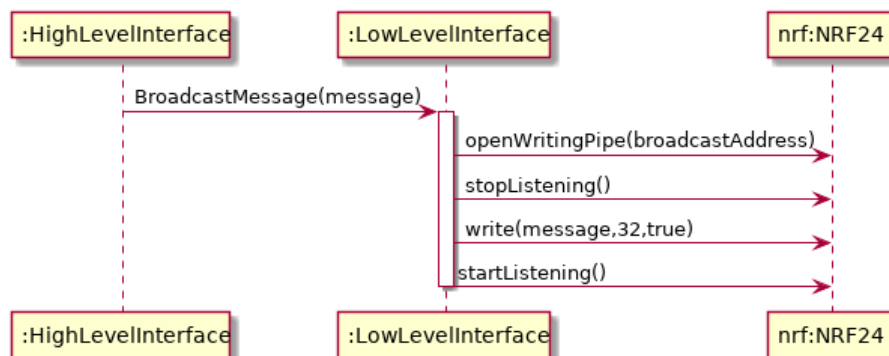 :HighLevelInterface :LowLevelInterface nrf:NRF24
BroadcastMessage(message)
openWritingPipe(broadcastAddress)
stopListening()
write(message,32,true)
startListening()
:HighLevelInterface :LowLevelInterface nrf:NRF24